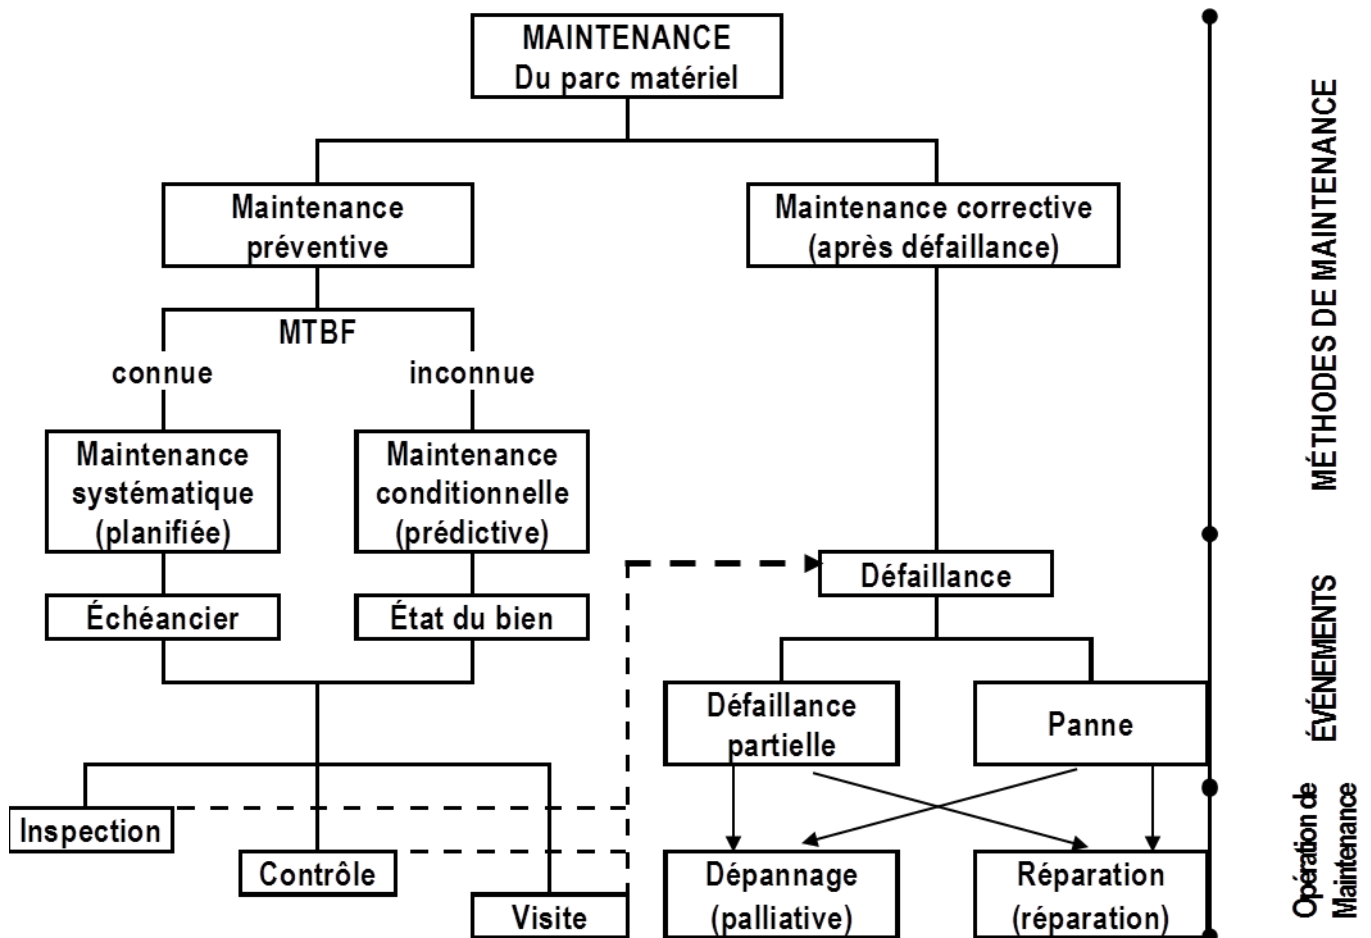 MAINTENANCE
Du parc matériel
Maintenance
préventive
Maintenance corrective
(après défaillance)
MTBF
connue
inconnue
Maintenance
systématique
(planifiée)
Maintenance
conditionnelle
(prédictive)
Échéancier
État du bien
Défaillance
Défaillance
partielle
Panne
Inspection
Contrôle
Visite
Dépannage
(palliative)
Réparation
(réparation)
MÉTHODES DE MAINTENANCE
ÉVÉNEMENTS
Opération de
Maintenance